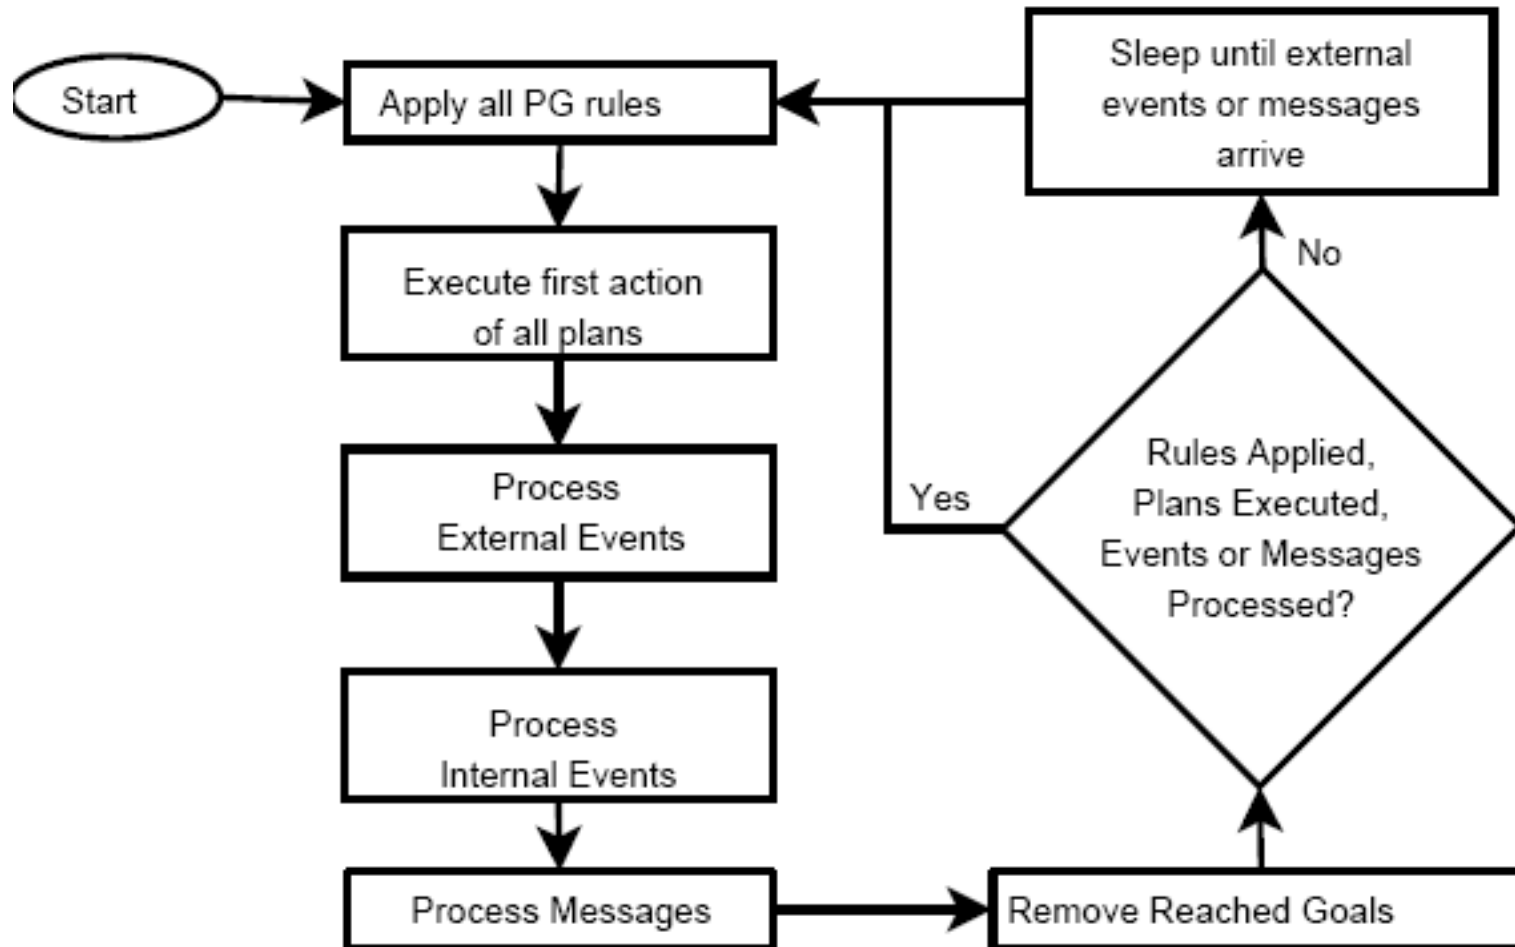 Start
Apply all PG rules
Execute first action
of all plans
Process
External Events
Process
Internal Events
Process Messages
Remove Reached Goals
Rules Applied,
Plans Executed,
Events or Messages
Processed?
Yes
No
Sleep until external
events or messages
arrive